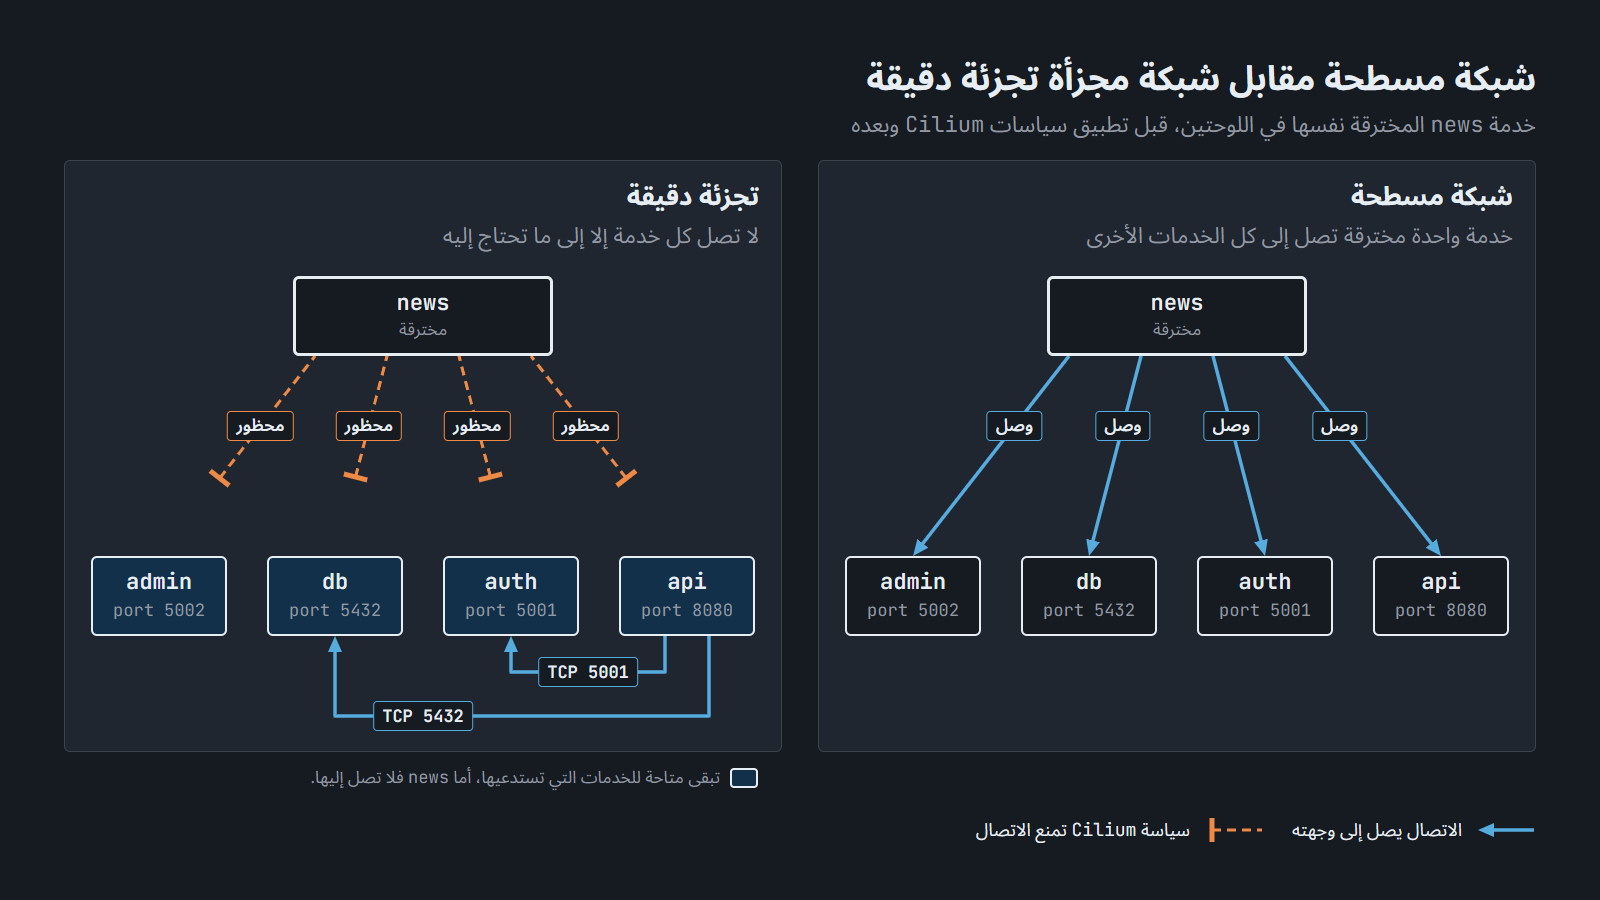 شبكة مسطحة مقابل شبكة مجزأة تجزئة دقيقة
خدمة news المخترقة نفسها في اللوحتين، قبل تطبيق سياسات Cilium وبعده
شبكة مسطحة
خدمة واحدة مخترقة تصل إلى كل الخدمات الأخرى
news
مخترقة
وصل
وصل
وصل
وصل
api
port 8080
auth
port 5001
db
port 5432
admin
port 5002
تجزئة دقيقة
لا تصل كل خدمة إلا إلى ما تحتاج إليه
news
مخترقة
محظور
محظور
محظور
محظور
api
port 8080
auth
port 5001
db
port 5432
admin
port 5002
TCP 5001
TCP 5432
تبقى متاحة للخدمات التي تستدعيها، أما news فلا تصل إليها.
الاتصال يصل إلى وجهته
سياسة Cilium تمنع الاتصال